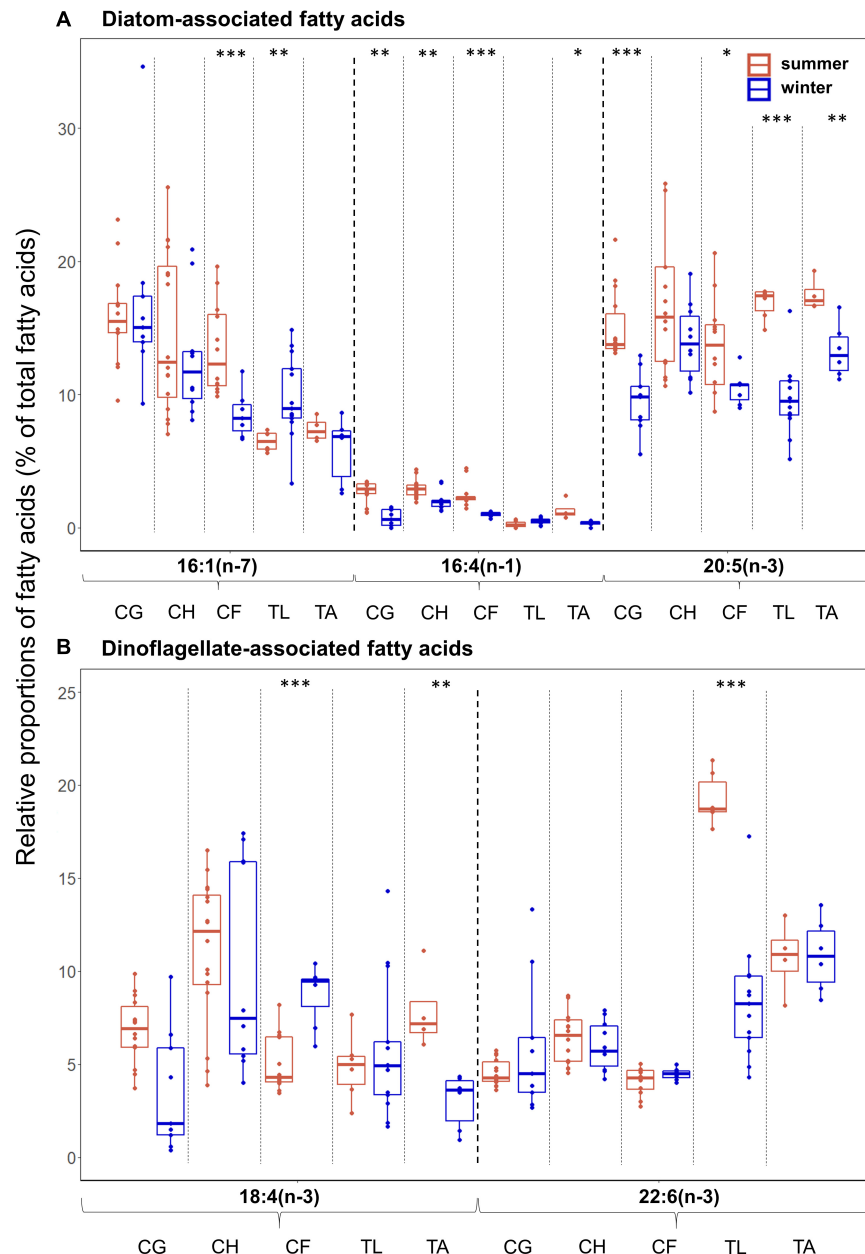 A Diatom-associated fatty acids
*** ** ** ** *** * *** *
summer
winter
*** **
30
20
10
0
Relative proportions of fatty acids (% of total fatty acids)
16:1(n-7) 16:4(n-1) 20:5(n-3)
CG CH CF TL TA CG CH CF TL TA CG CH CF TL TA
B Dinoflagellate-associated fatty acids
*** ** ***
25
20
15
10
5
0
18:4(n-3) 22:6(n-3)
CG CH CF TL TA CG CH CF TL TA